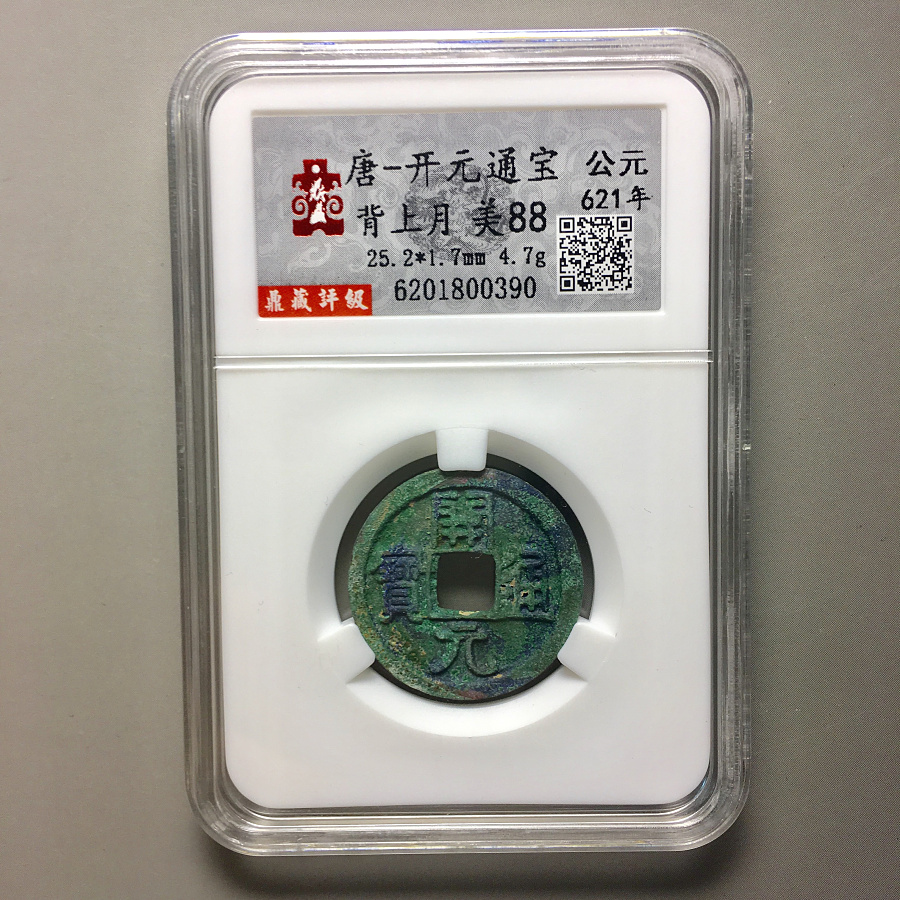 唐-开元通宝 公元
背上月 美88 621年
25.2*1.7mm 4.7g
鼎藏評級 6201800390
開
寶 通
元